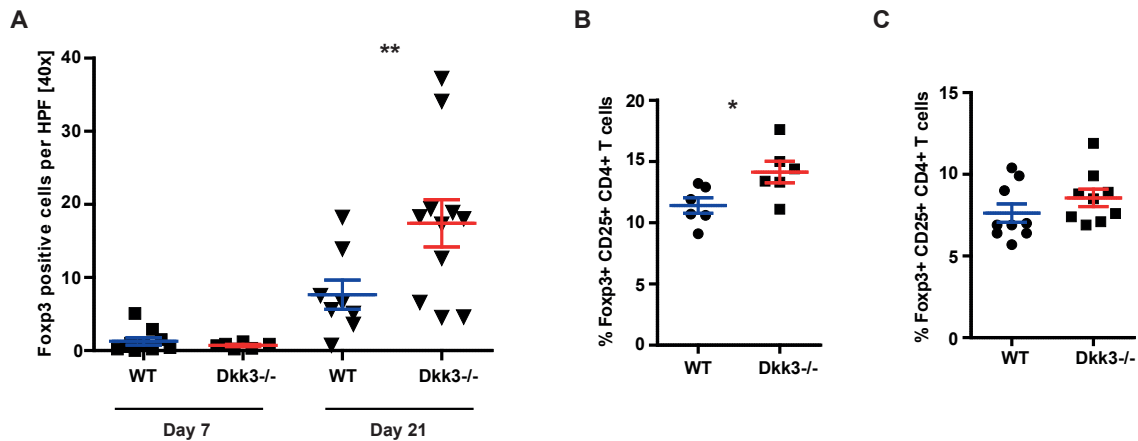 A
Foxp3 positive cells per HPF [40x]
40
30
20
10
0
**
WT
Dkk3-/-
WT
Dkk3-/-
Day 7
Day 21
B
% Foxp3+ CD25+ CD4+ T cells
20
15
10
5
0
*
WT
Dkk3-/-
C
% Foxp3+ CD25+ CD4+ T cells
15
10
5
0
WT
Dkk3-/-